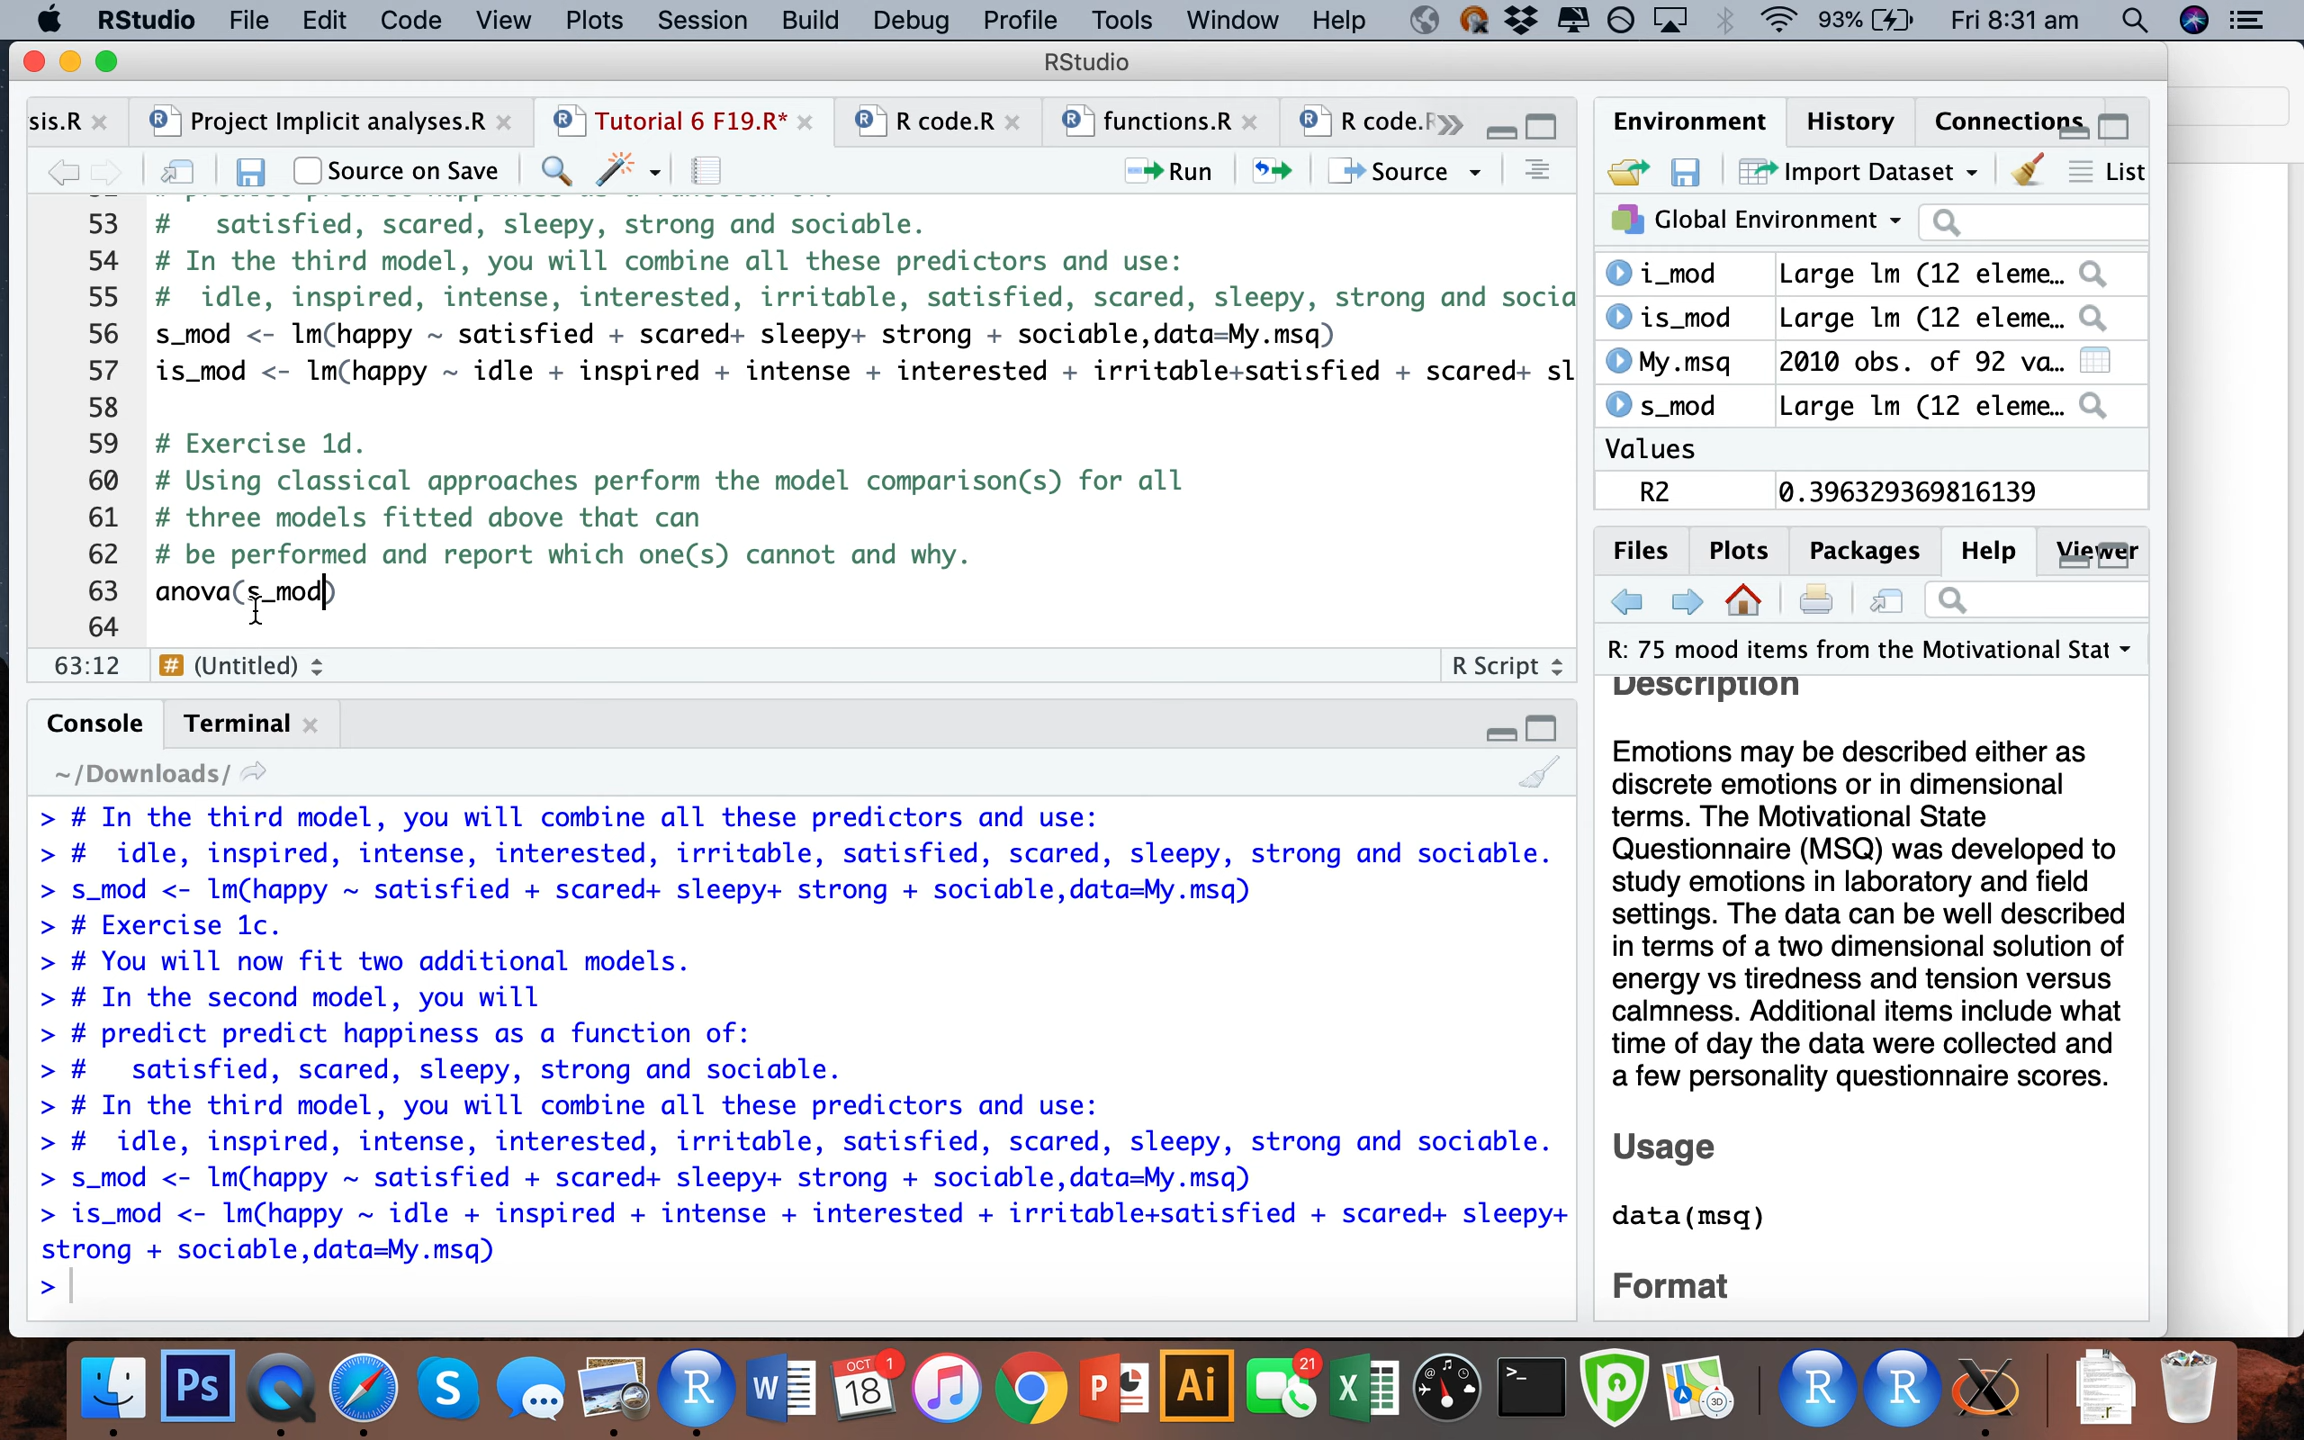 RStudio File Edit Code View Plots Session Build Debug Profile Tools Window Help 93% Fri 8:31 am
RStudio
sis.R Project Implicit analyses.R Tutorial 6 F19.R* R code.R functions.R R code.R
Source on Save Run Source
53 # satisfied, scared, sleepy, strong and sociable.
54 # In the third model, you will combine all these predictors and use:
55 # idle, inspired, intense, interested, irritable, satisfied, scared, sleepy, strong and socia
56 s_mod <- lm(happy ~ satisfied + scared+ sleepy+ strong + sociable,data=My.msq)
57 is_mod <- lm(happy ~ idle + inspired + intense + interested + irritable+satisfied + scared+ sl
58
59 # Exercise 1d.
60 # Using classical approaches perform the model comparison(s) for all
61 # three models fitted above that can
62 # be performed and report which one(s) cannot and why.
63 anova(s_mod)
64
63:12 # (Untitled) R Script
Console Terminal
~/Downloads/
> # In the third model, you will combine all these predictors and use:
> # idle, inspired, intense, interested, irritable, satisfied, scared, sleepy, strong and sociable.
> s_mod <- lm(happy ~ satisfied + scared+ sleepy+ strong + sociable,data=My.msq)
> # Exercise 1c.
> # You will now fit two additional models.
> # In the second model, you will
> # predict predict happiness as a function of:
> # satisfied, scared, sleepy, strong and sociable.
> # In the third model, you will combine all these predictors and use:
> # idle, inspired, intense, interested, irritable, satisfied, scared, sleepy, strong and sociable.
> s_mod <- lm(happy ~ satisfied + scared+ sleepy+ strong + sociable,data=My.msq)
> is_mod <- lm(happy ~ idle + inspired + intense + interested + irritable+satisfied + scared+ sleepy+
strong + sociable,data=My.msq)
>
Environment History Connections
Import Dataset List
Global Environment
i_mod Large lm (12 eleme...
is_mod Large lm (12 eleme...
My.msq 2010 obs. of 92 va...
s_mod Large lm (12 eleme...
Values
R2 0.396329369816139
Files Plots Packages Help Viewer
R: 75 mood items from the Motivational Stat
Description
Emotions may be described either as
discrete emotions or in dimensional
terms. The Motivational State
Questionnaire (MSQ) was developed to
study emotions in laboratory and field
settings. The data can be well described
in terms of a two dimensional solution of
energy vs tiredness and tension versus
calmness. Additional items include what
time of day the data were collected and
a few personality questionnaire scores.
Usage
data(msq)
Format
Ps S R W OCT 18 1 P Ai 21 X >_ 3D R R .r